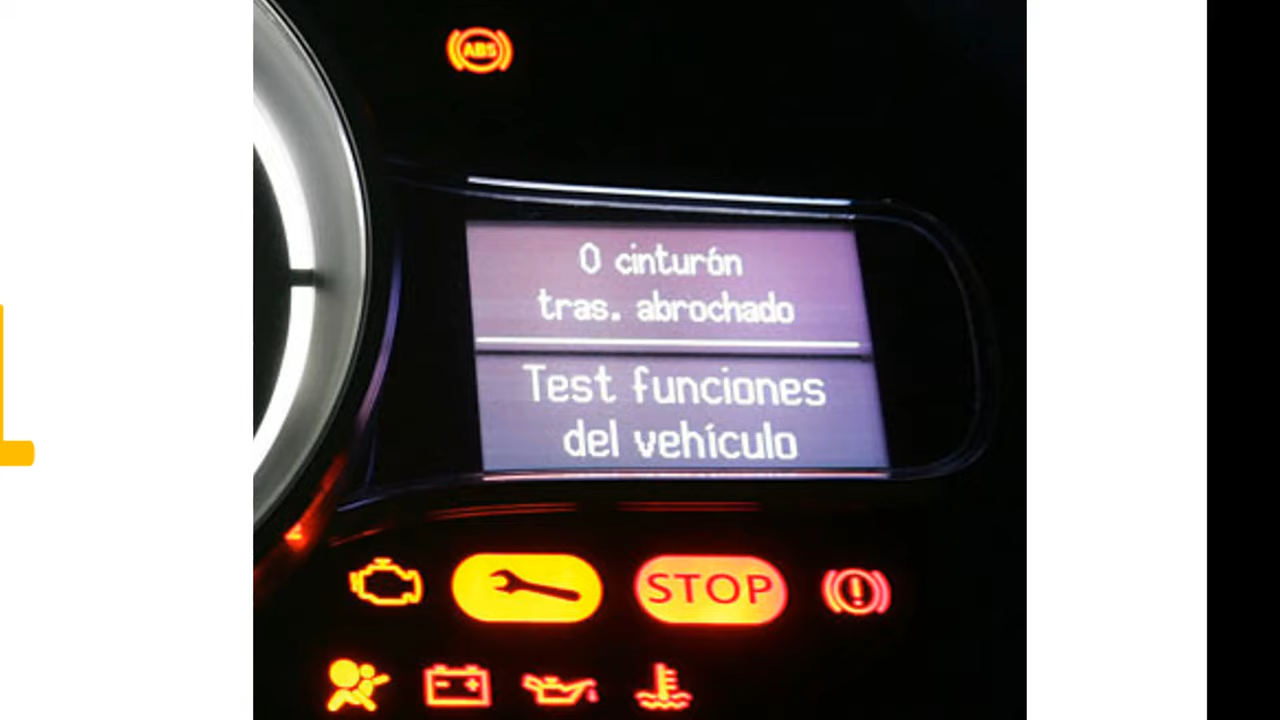 ABS
0 cinturón
tras. abrochado
Test funciones
del vehículo
STOP